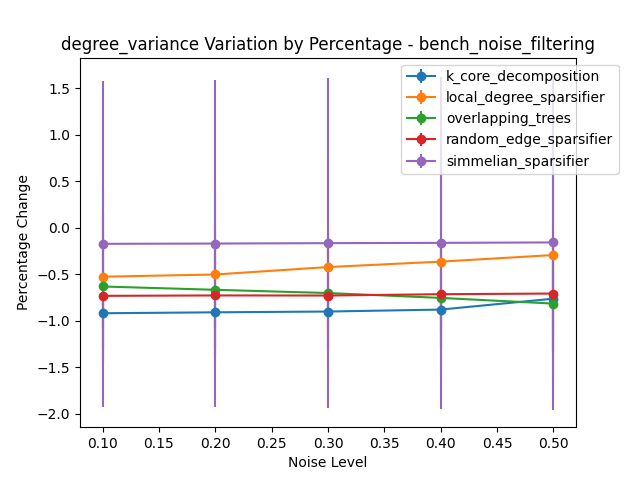 degree_variance Variation by Percentage - bench_noise_filtering
k_core_decomposition
local_degree_sparsifier
overlapping_trees
random_edge_sparsifier
simmelian_sparsifier
Percentage Change
1.5
1.0
0.5
0.0
−0.5
−1.0
−1.5
−2.0
0.10 0.15 0.20 0.25 0.30 0.35 0.40 0.45 0.50
Noise Level